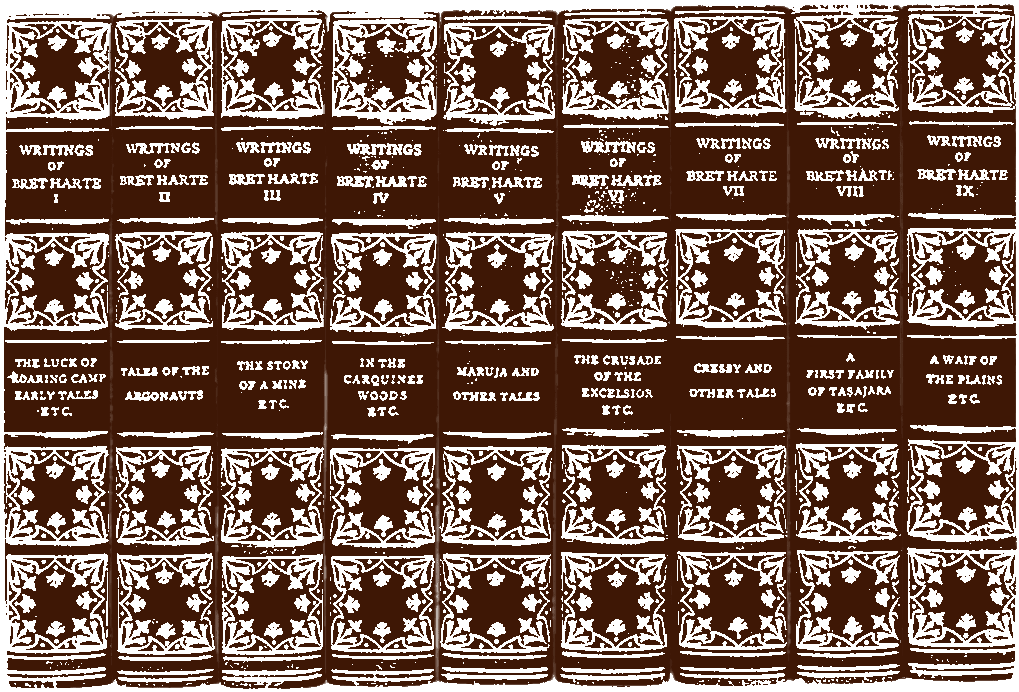 WRITINGS
OF
BRET HARTE
I
THE LUCK OF
ROARING CAMP
EARLY TALES
ETC.
WRITINGS
OF
BRET HARTE
II
TALES OF THE
ARGONAUTS
WRITINGS
OF
BRET HARTE
III
THE STORY
OF A MINE
ETC.
WRITINGS
OF
BRET HARTE
IV
IN THE
CARQUINEZ
WOODS
ETC.
WRITINGS
OF
BRET HARTE
V
MARUJA AND
OTHER TALES
WRITINGS
OF
BRET HARTE
VI
THE CRUSADE
OF THE
EXCELSIOR
ETC.
WRITINGS
OF
BRET HARTE
VII
CRESSY AND
OTHER TALES
WRITINGS
OF
BRET HARTE
VIII
A
FIRST FAMILY
OF TASAJARA
ETC.
WRITINGS
OF
BRET HARTE
IX
A WAIF OF
THE PLAINS
ETC.